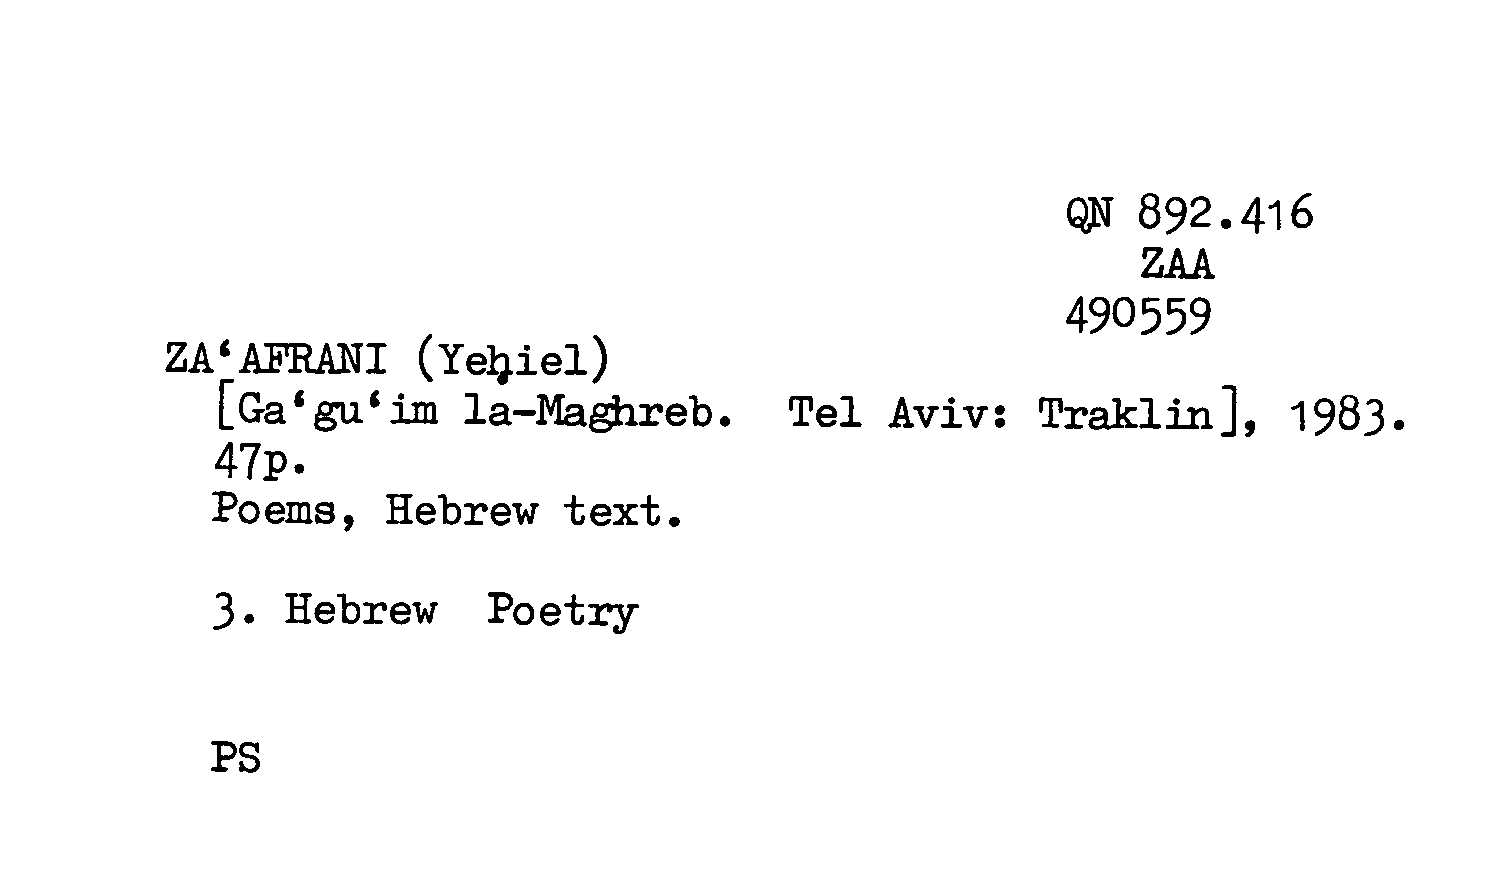 QN 892.416
ZAA
490559
ZA‘AFRANI (Yeḥiel)
[Ga‘gu‘im la-Maghreb. Tel Aviv: Traklin], 1983.
47p.
Poems, Hebrew text.
3. Hebrew Poetry
PS